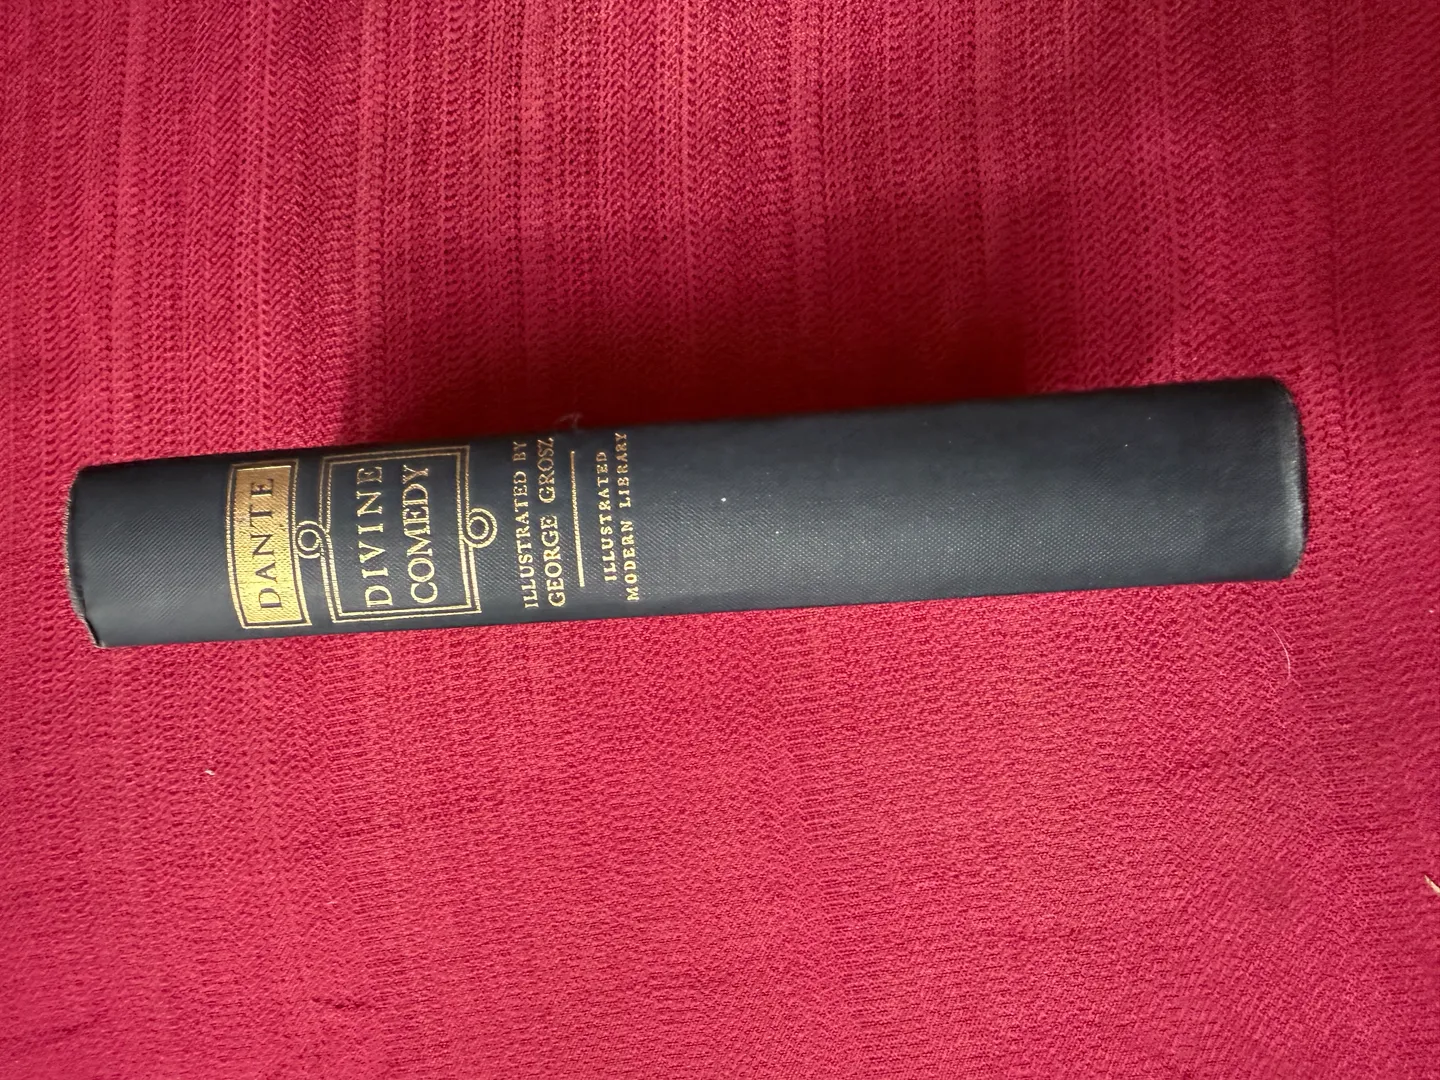 DANTE
DIVINE
COMEDY
ILLUSTRATED BY
GEORGE GROSZ
ILLUSTRATED
MODERN LIBRARY